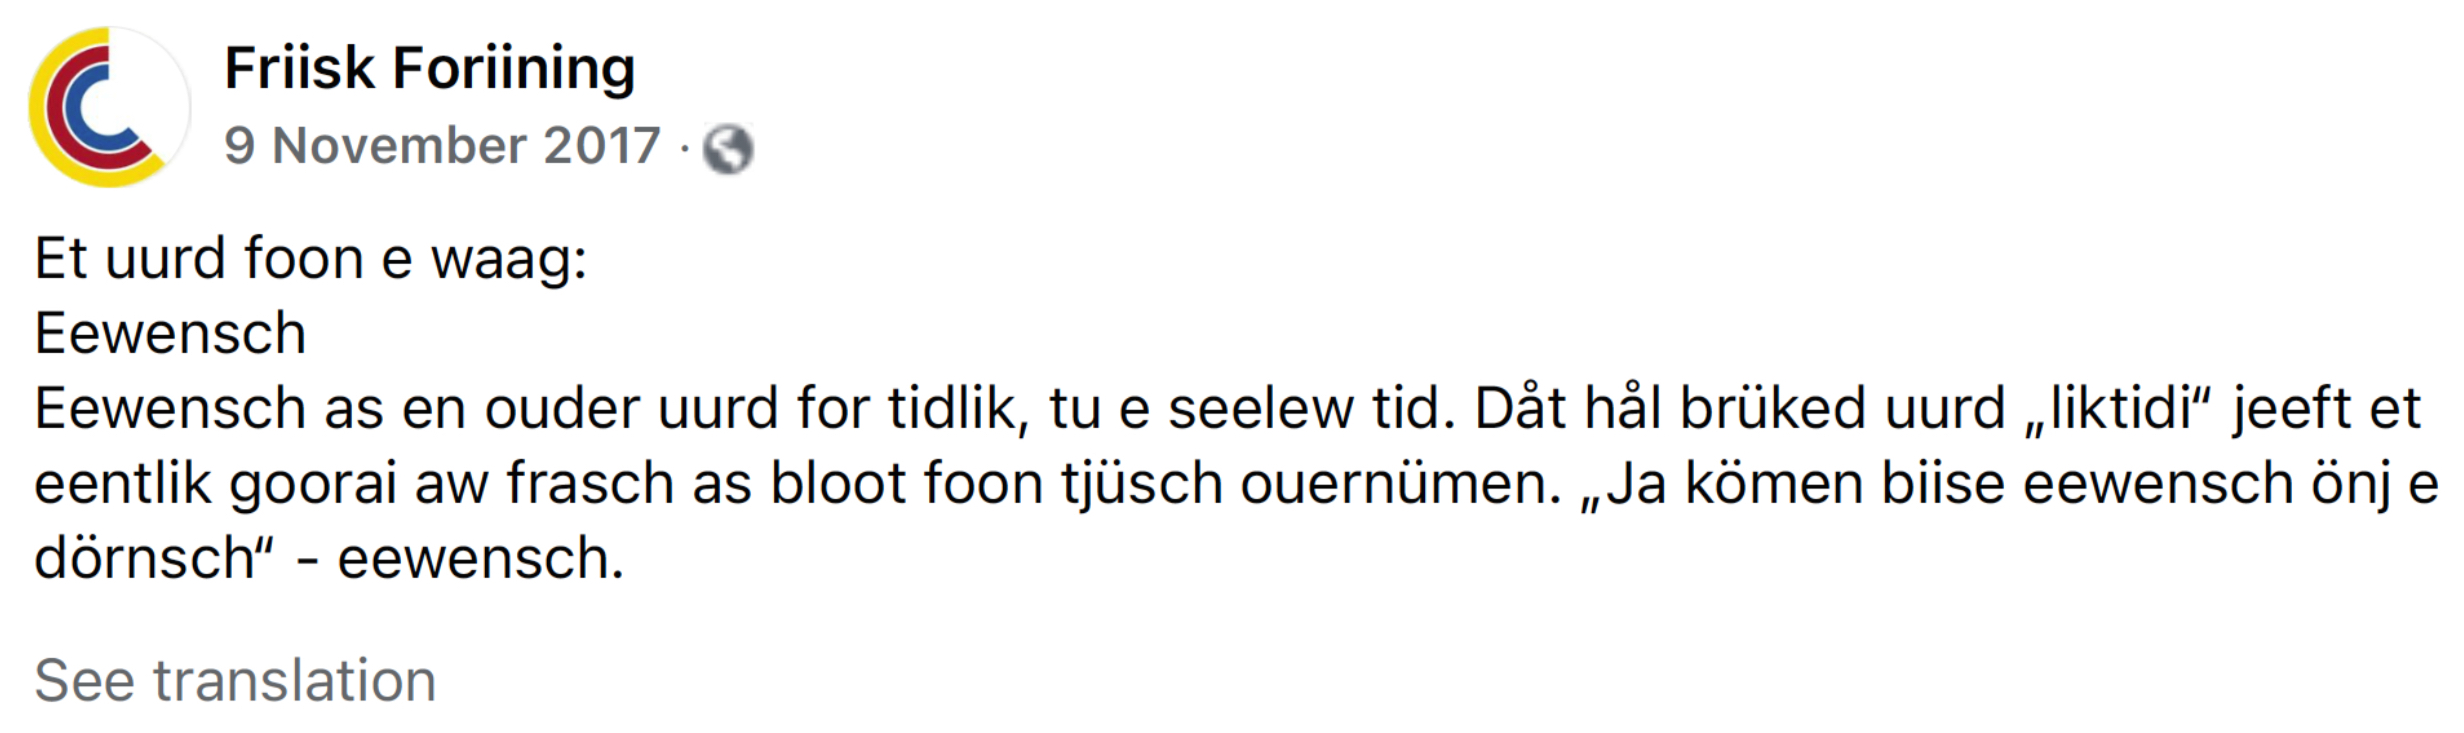 Friisk Foriining
9 November 2017 ·
Et uurd foon e waag:
Eewensch
Eewensch as en ouder uurd for tidlik, tu e seelew tid. Dåt hål brüked uurd „liktidi“ jeeft et
eentlik goorai aw frasch as bloot foon tjüsch ouernümen. „Ja kömen biise eewensch önj e
dörnsch“ - eewensch.
See translation